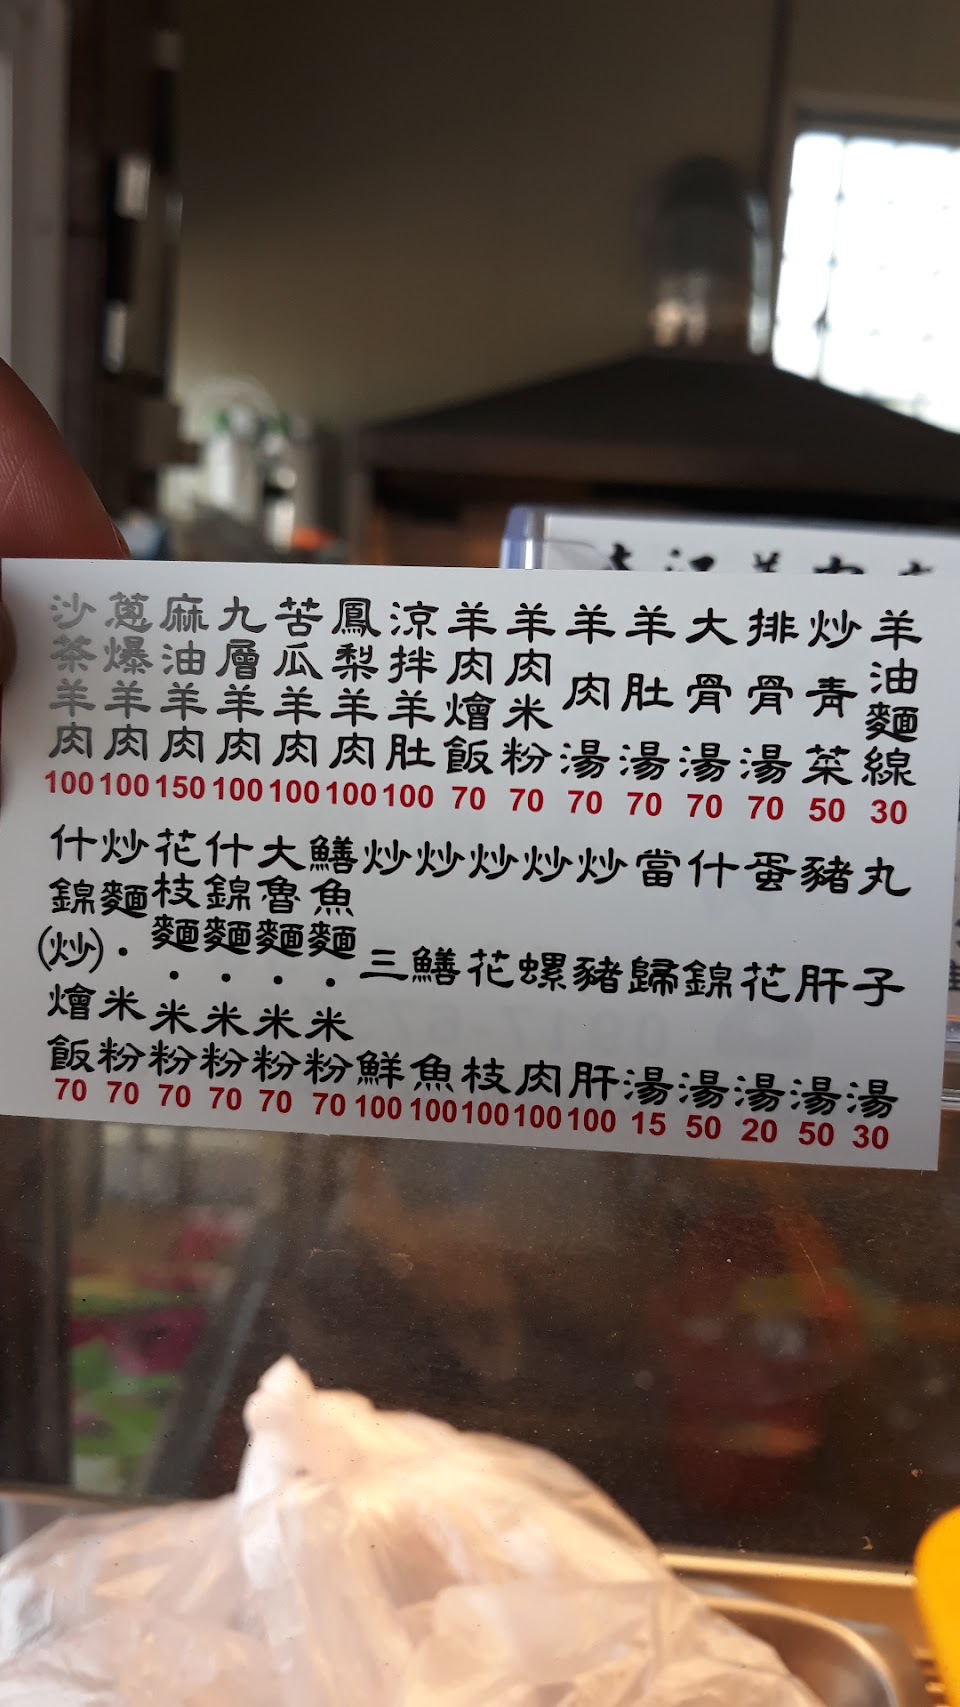 沙茶羊肉 100
蔥爆羊肉 100
麻油羊肉 150
九層羊肉 100
苦瓜羊肉 100
鳳梨羊肉 100
涼拌羊肚 100
羊肉燴飯 70
羊肉米粉 70
羊肉湯 70
羊肚湯 70
大骨湯 70
排骨湯 70
炒青菜 50
羊油麵線 30
什錦(炒)燴飯 70
炒麵·米粉 70
花枝麵·米粉 70
什錦麵·米粉 70
大魯麵·米粉 70
鱔魚麵·米粉 70
炒三鮮 100
炒鱔魚 100
炒花枝 100
炒螺肉 100
炒豬肝 100
當歸湯 15
什錦湯 50
蛋花湯 20
豬肝湯 50
丸子湯 30